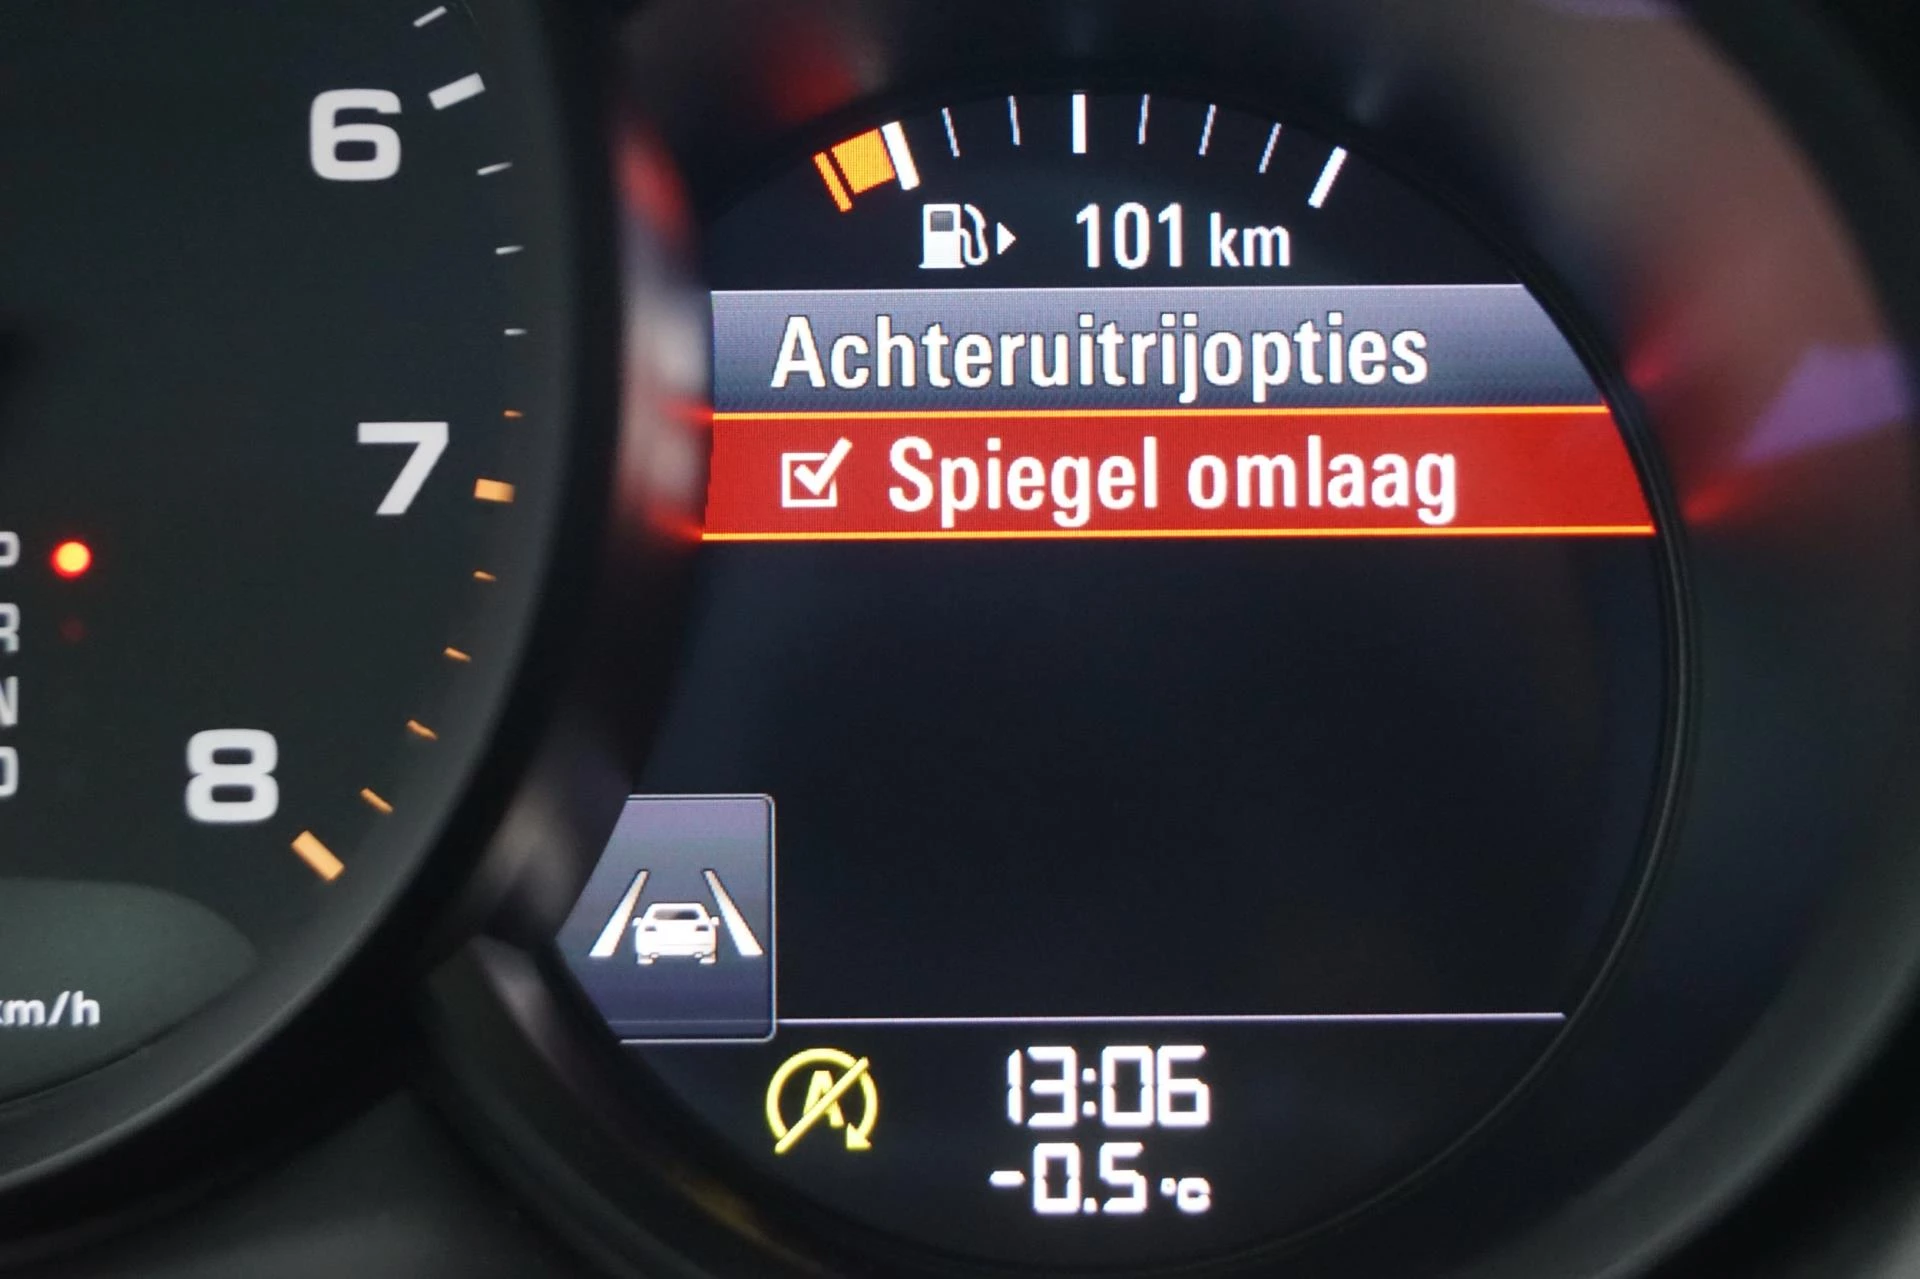 6
7
8
P
R
N
D
km/h
101 km
Achteruitrijopties
Spiegel omlaag
A
13:06
-0.5 °C